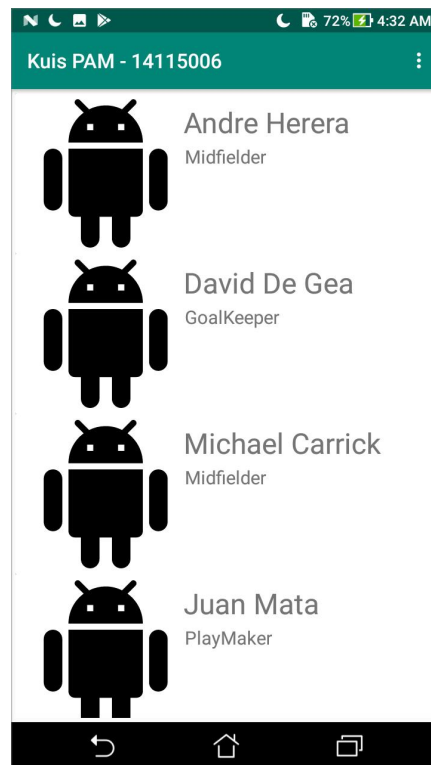 72% 4:32 AM
Kuis PAM - 14115006
Andre Herera
Midfielder
David De Gea
GoalKeeper
Michael Carrick
Midfielder
Juan Mata
PlayMaker